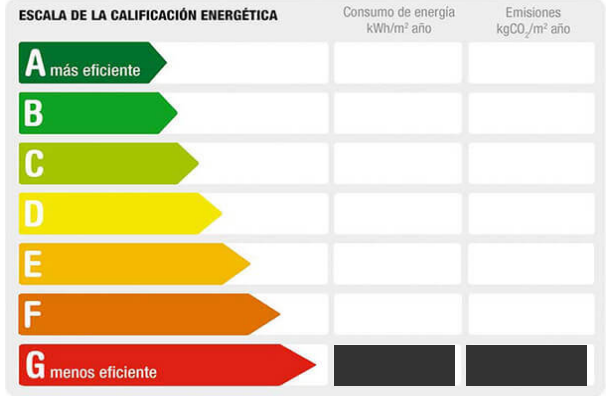 ESCALA DE LA CALIFICACIÓN ENERGÉTICA
Consumo de energía
kWh/m² año
Emisiones
kgCO₂/m² año
A más eficiente
B
C
D
E
F
G menos eficiente